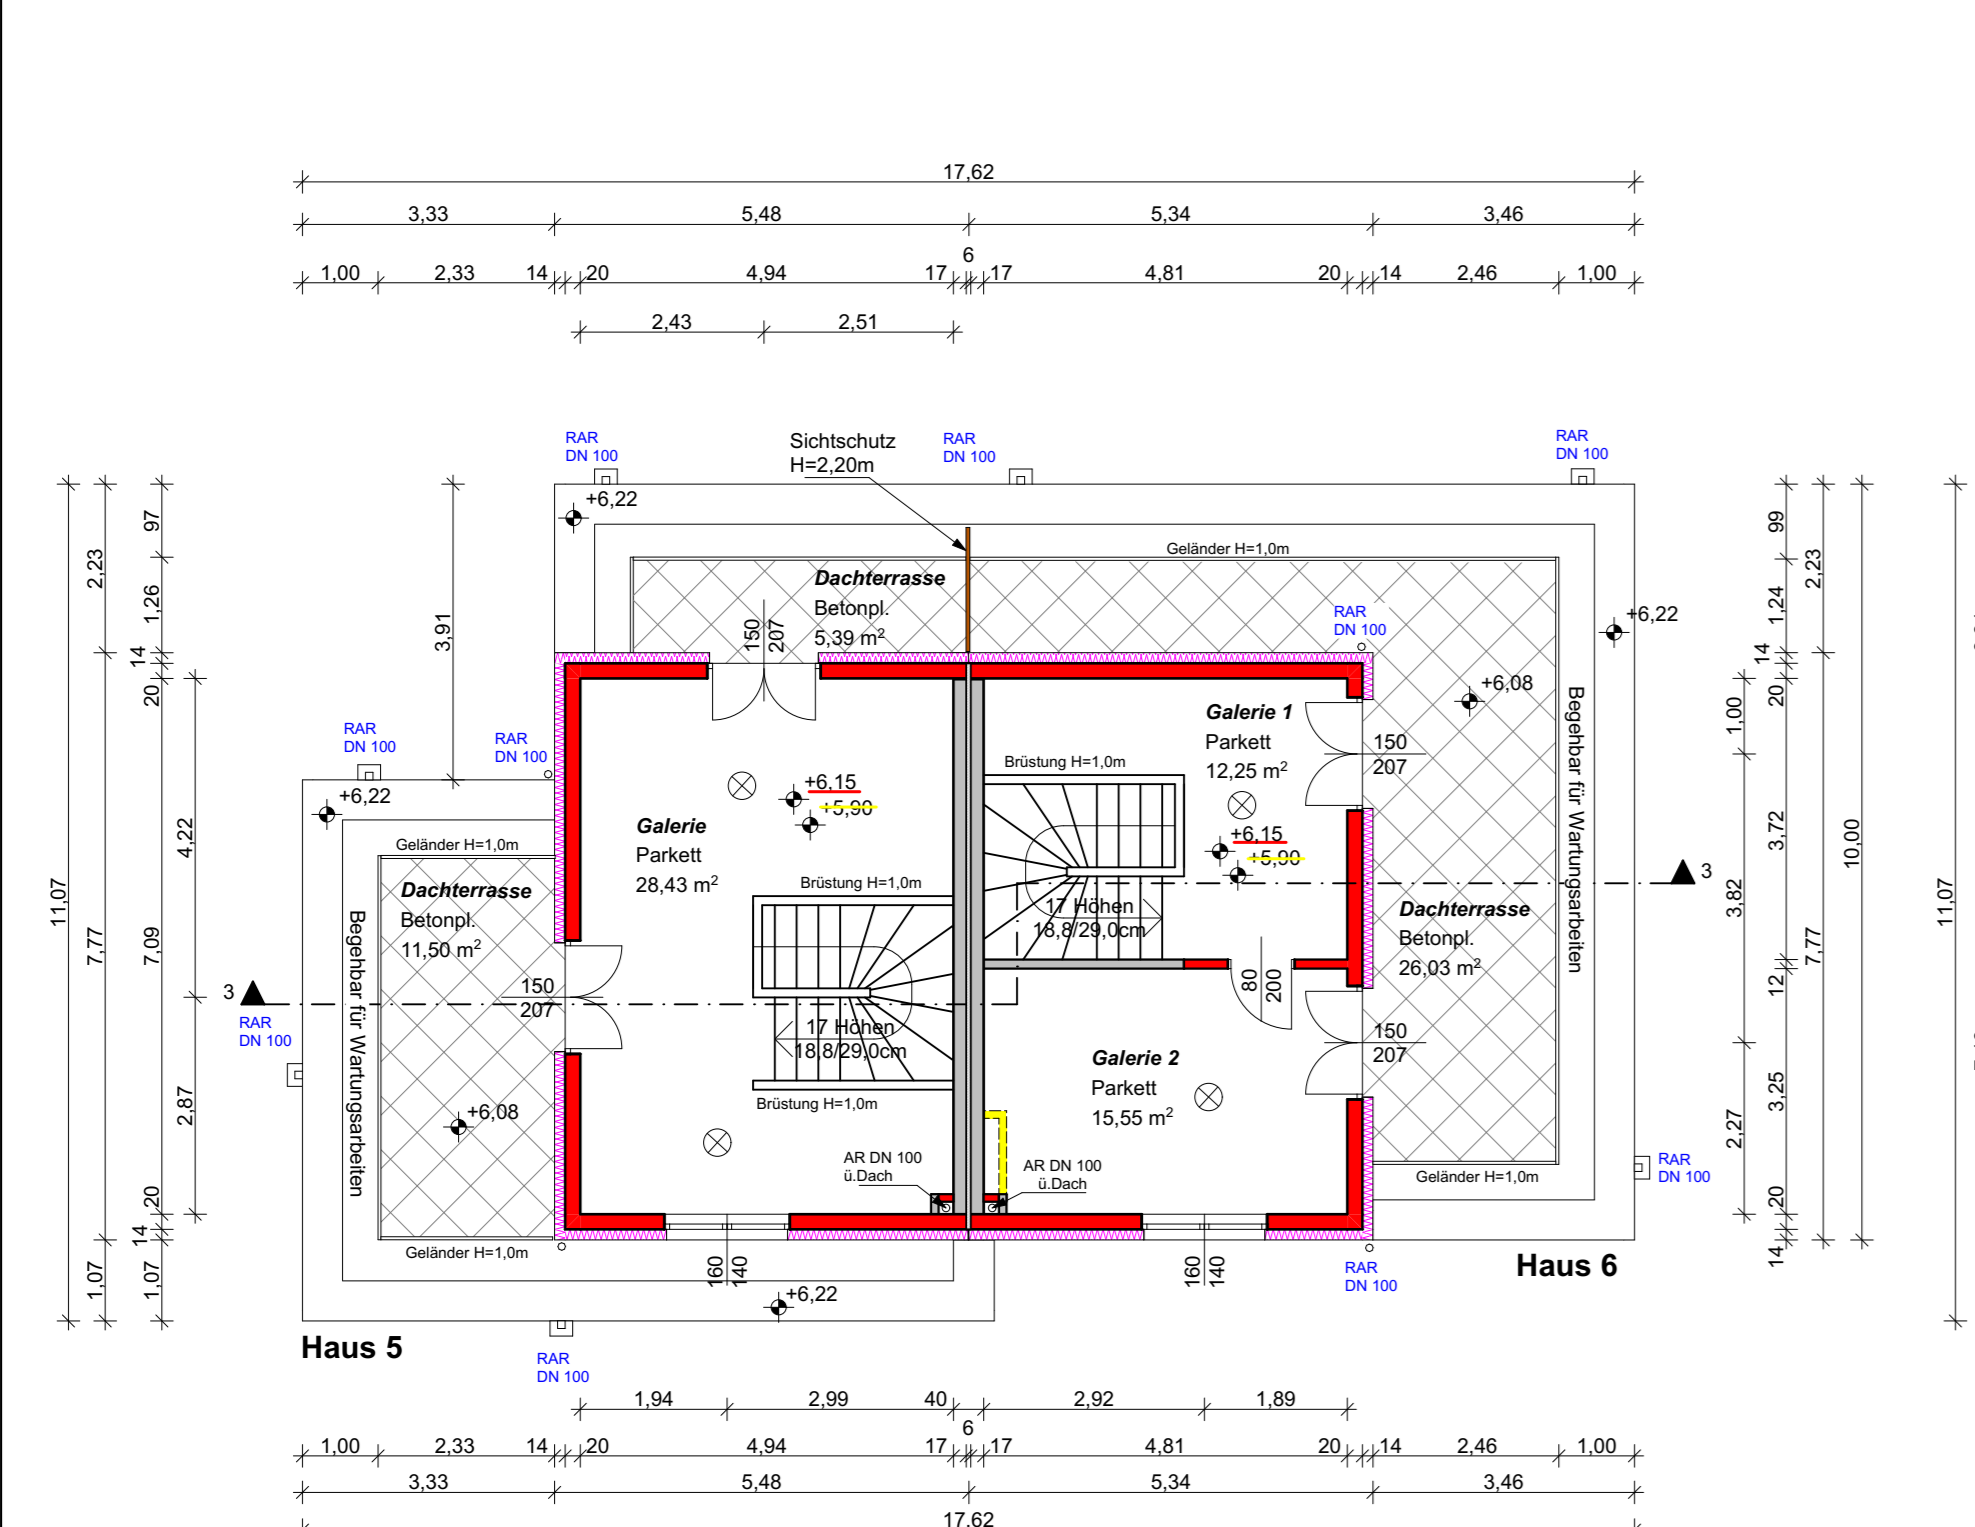 17,62
3,33 5,48 5,34 3,46
6
1,00 2,33 14 20 4,94 17 17 4,81 20 14 2,46 1,00
2,43 2,51
RAR
DN 100
Sichtschutz
H=2,20m
RAR
DN 100
RAR
DN 100
+6,22
Geländer H=1,0m
Dachterrasse
Betonpl.
5,39 m²
150
207
RAR
DN 100
+6,22
+6,08
11,07
2,23
7,77
1,07
97
1,26
14
20
7,09
20
14
1,07
4,22
2,87
3,91
RAR
DN 100
RAR
DN 100
+6,22
Geländer H=1,0m
Dachterrasse
Betonpl.
11,50 m²
Begehbar für Wartungsarbeiten
150
207
3
RAR
DN 100
+6,08
Geländer H=1,0m
Galerie
Parkett
28,43 m²
+6,15
+5,90
Brüstung H=1,0m
17 Höhen
18,8/29,0cm
Brüstung H=1,0m
AR DN 100
ü.Dach
Galerie 1
Parkett
12,25 m²
Brüstung H=1,0m
+6,15
+5,90
17 Höhen
18,8/29,0cm
80
200
150
207
150
207
Galerie 2
Parkett
15,55 m²
AR DN 100
ü.Dach
Dachterrasse
Betonpl.
26,03 m²
Begehbar für Wartungsarbeiten
Geländer H=1,0m
3
RAR
DN 100
1,00
3,82
2,27
99
1,24
14
20
3,72
12
3,25
20
14
2,23
7,77
10,00
11,07
160
140
160
140
+6,22
RAR
DN 100
Haus 6
Haus 5
RAR
DN 100
1,94 2,99 40 2,92 1,89
6
1,00 2,33 14 20 4,94 17 17 4,81 20 14 2,46 1,00
3,33 5,48 5,34 3,46
17,62